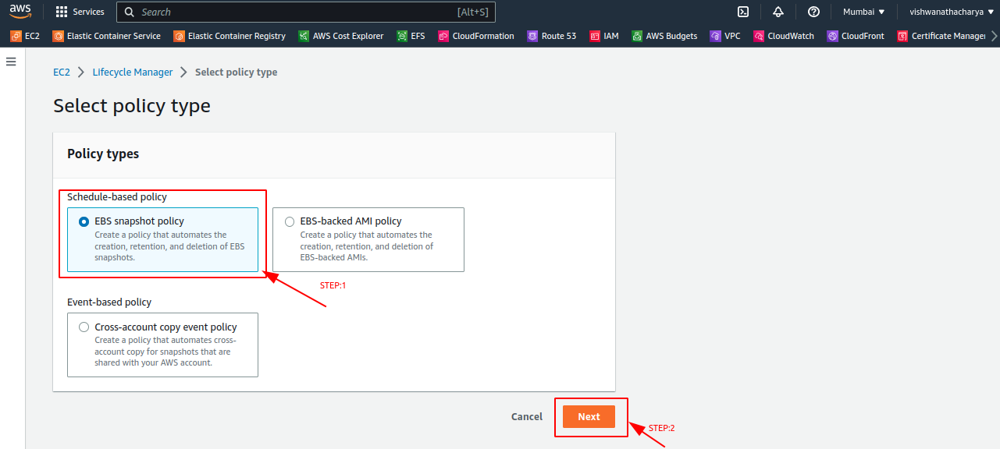 aws Services Search [Alt+S] Mumbai vishwanathacharya
EC2 Elastic Container Service Elastic Container Registry AWS Cost Explorer EFS CloudFormation Route 53 IAM AWS Budgets VPC CloudWatch CloudFront Certificate Manager
EC2 Lifecycle Manager Select policy type
Select policy type
Policy types
Schedule-based policy
EBS snapshot policy
Create a policy that automates the
creation, retention, and deletion of EBS
snapshots.
EBS-backed AMI policy
Create a policy that automates the
creation, retention, and deletion of
EBS-backed AMIs.
STEP:1
Event-based policy
Cross-account copy event policy
Create a policy that automates cross-
account copy for snapshots that are
shared with your AWS account.
Cancel Next
STEP:2